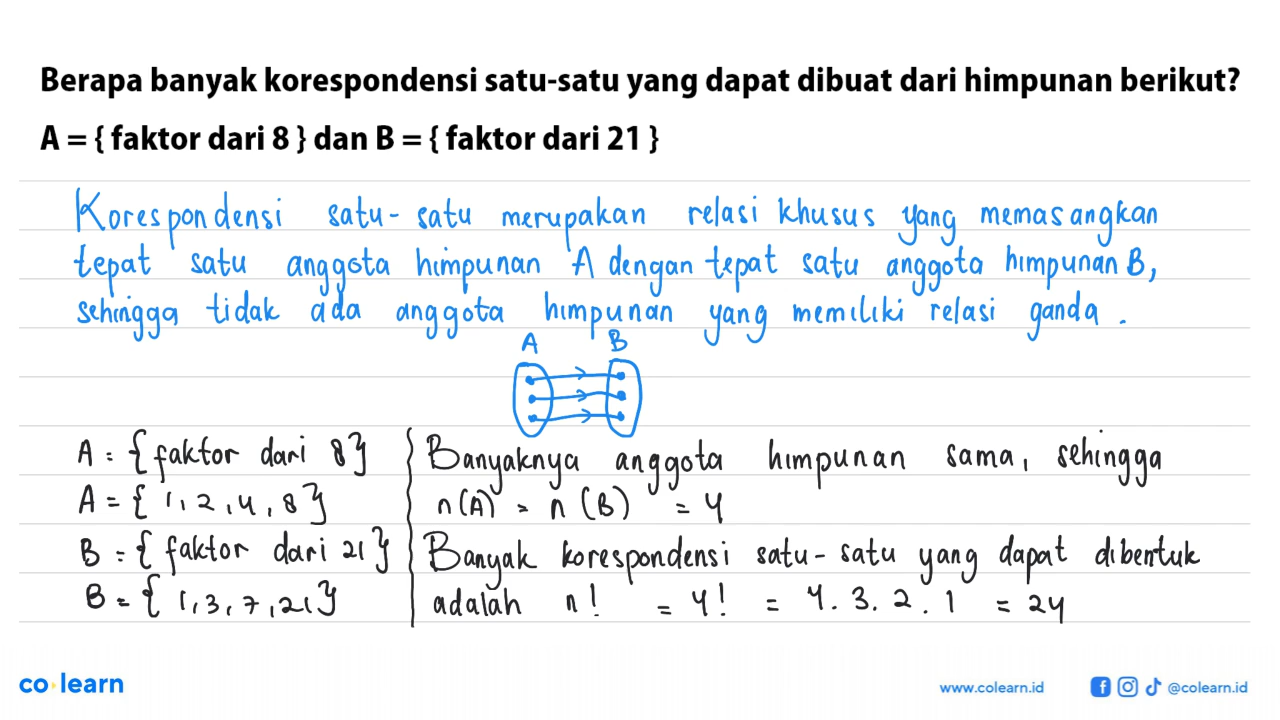 Berapa banyak korespondensi satu-satu yang dapat dibuat dari himpunan berikut?
A = { faktor dari 8 } dan B = { faktor dari 21 }
Korespondensi satu-satu merupakan relasi khusus yang memasangkan
tepat satu anggota himpunan A dengan tepat satu anggota himpunan B,
sehingga tidak ada anggota himpunan yang memiliki relasi ganda.
A B
A = {faktor dari 8}
A = {1, 2, 4, 8}
B = {faktor dari 21}
B = {1, 3, 7, 21}
Banyaknya anggota himpunan sama, sehingga
n(A) = n(B) = 4
Banyak korespondensi satu-satu yang dapat dibentuk
adalah n! = 4! = 4.3.2.1 = 24
co learn
www.colearn.id @colearn.id